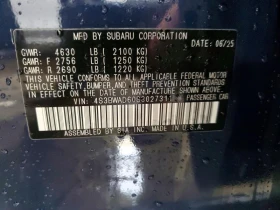 MFD BY SUBARU CORPORATION
DATE: 06/25
GVWR: 4630 LB ( 2100 KG)
GAWR: F 2756 LB ( 1250 KG)
GAWR: R 2690 LB ( 1220 KG)
THIS VEHICLE CONFORMS TO ALL APPLICABLE FEDERAL MOTOR
VEHICLE SAFETY, BUMPER, AND THEFT PREVENTION STANDARDS
IN EFFECT ON THE DATE OF MANUFACTURE SHOWN ABOVE.
VIN: PASSENGER CAR
ASSEMBLED BY SIA, INC. IN U.S.A.